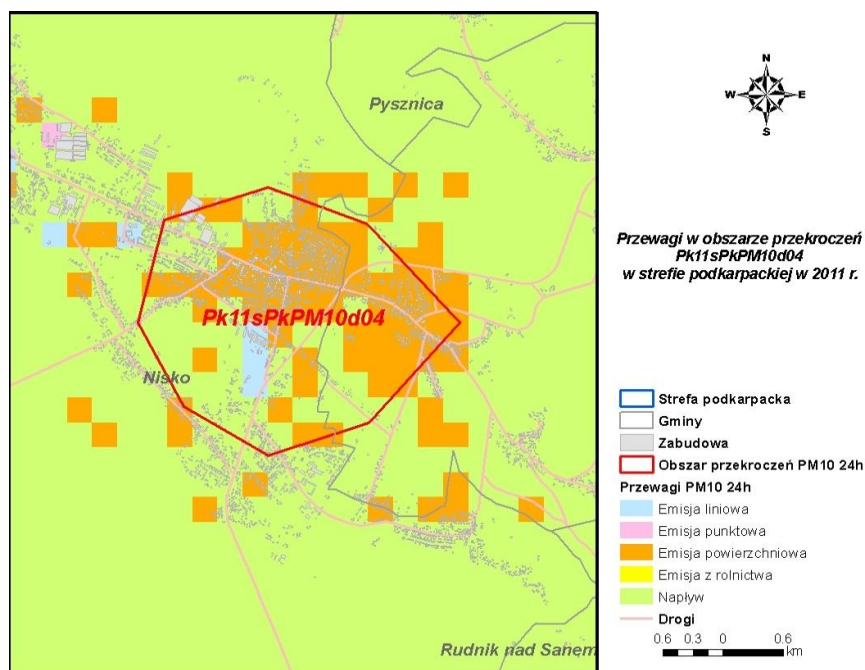 Pysznica
Pk11sPkPM10d04
Nisko
Rudnik nad Sanem
N
W E
S
Przewagi w obszarze przekroczeń
Pk11sPkPM10d04
w strefie podkarpackiej w 2011 r.
Strefa podkarpacka
Gminy
Zabudowa
Obszar przekroczeń PM10 24h
Przewagi PM10 24h
Emisja liniowa
Emisja punktowa
Emisja powierzchniowa
Emisja z rolnictwa
Napływ
Drogi
0.6 0.3 0 0.6
km